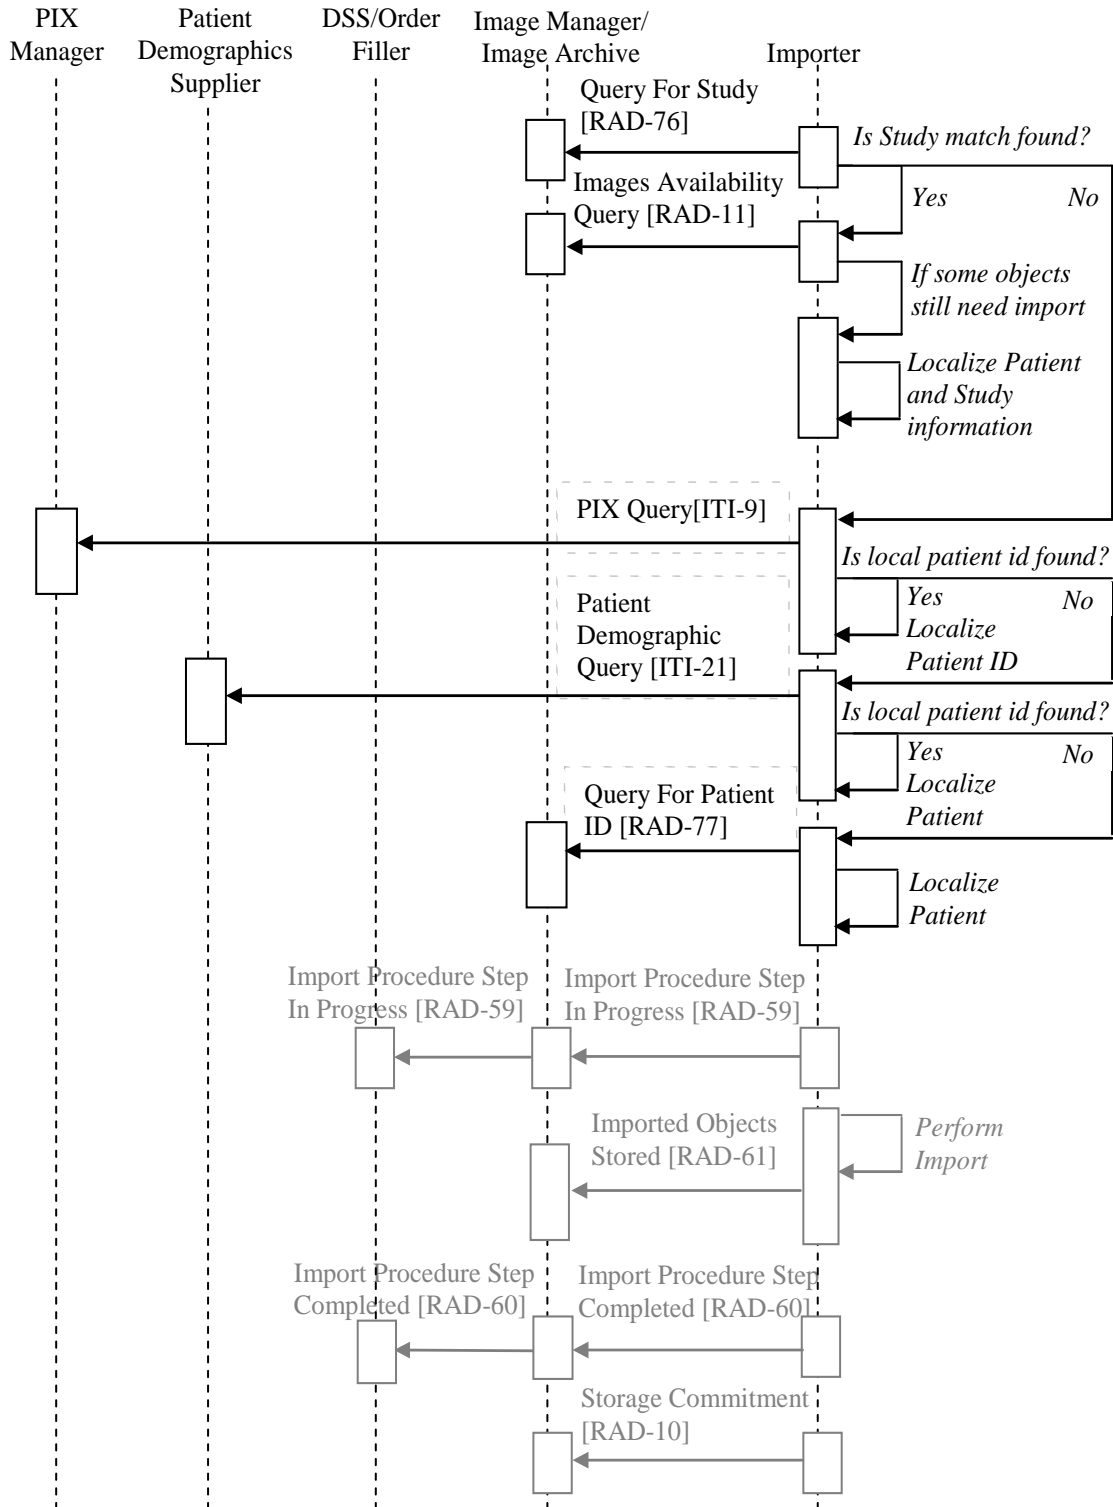 PIX
Manager
Patient
Demographics
Supplier
DSS/Order
Filler
Image Manager/
Image Archive
Importer
Query For Study
[RAD-76]
Is Study match found?
Yes
No
Images Availability
Query [RAD-11]
If some objects
still need import
Localize Patient
and Study
information
PIX Query[ITI-9]
Is local patient id found?
Yes
No
Localize
Patient ID
Patient
Demographic
Query [ITI-21]
Is local patient id found?
Yes
No
Localize
Patient
Query For Patient
ID [RAD-77]
Localize
Patient
Import Procedure Step
In Progress [RAD-59]
Import Procedure Step
In Progress [RAD-59]
Imported Objects
Stored [RAD-61]
Perform
Import
Import Procedure Step
Completed [RAD-60]
Import Procedure Step
Completed [RAD-60]
Storage Commitment
[RAD-10]